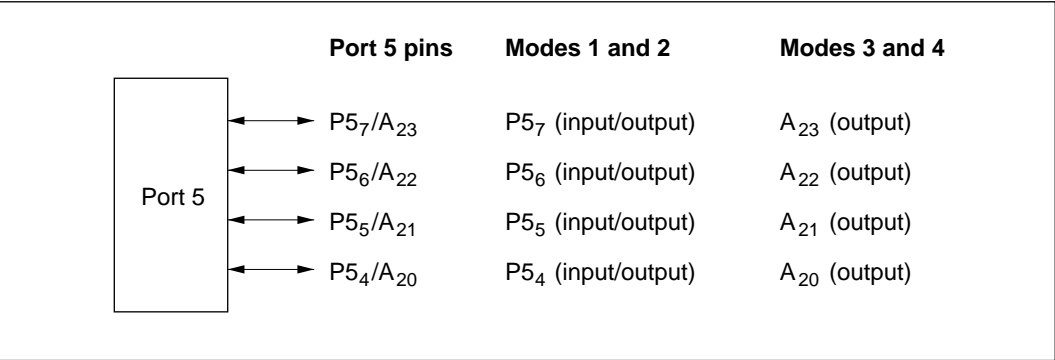 Port 5 pins Modes 1 and 2 Modes 3 and 4
P5₇/A₂₃ P5₇ (input/output) A₂₃ (output)
P5₆/A₂₂ P5₆ (input/output) A₂₂ (output)
Port 5
P5₅/A₂₁ P5₅ (input/output) A₂₁ (output)
P5₄/A₂₀ P5₄ (input/output) A₂₀ (output)